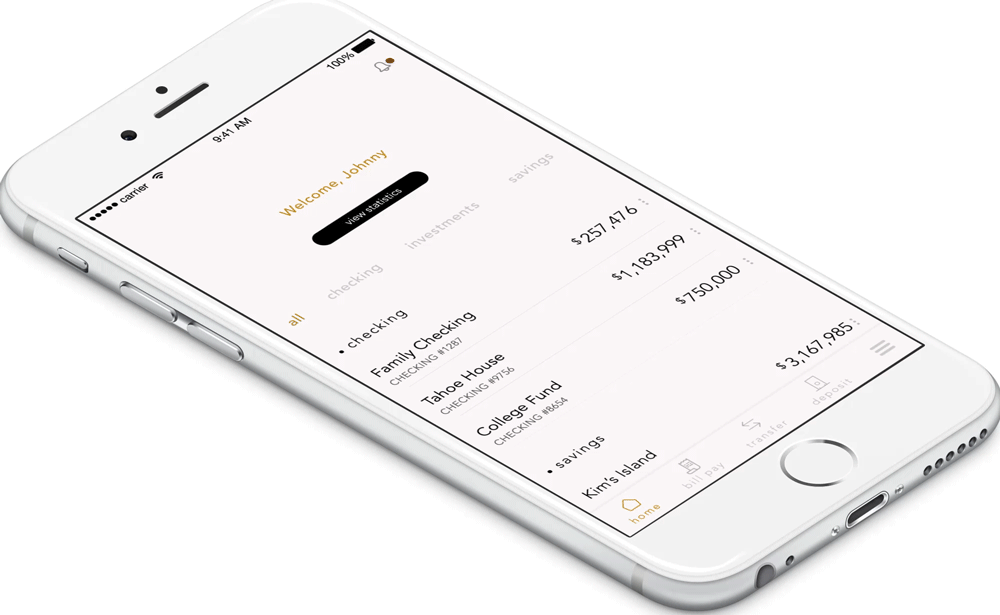 carrier 9:41 AM 100%
Welcome, Johnny
view statistics
all checking investments savings
• checking
Family Checking $257,476
CHECKING #1287
Tahoe House $1,183,999
CHECKING #9756
College Fund $750,000
CHECKING #8654
• savings
Kim's Island $3,167,985
home bill pay transfer deposit